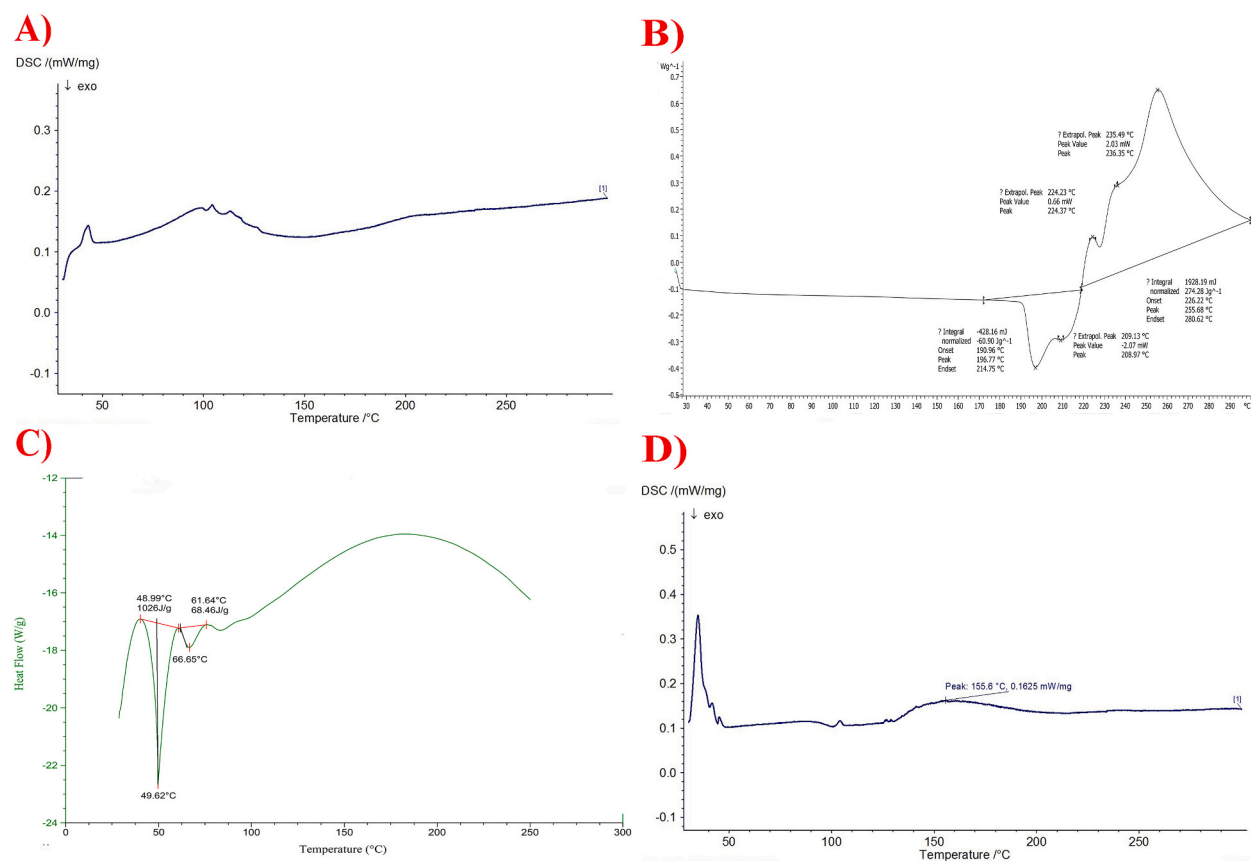 A)
DSC /(mW/mg)
↓ exo
0.3
0.2
0.1
0.0
-0.1
[1]
50
100
150
200
250
Temperature /°C
B)
Wg^-1
0.7
0.6
0.5
0.4
0.3
0.2
0.1
0.0
-0.1
-0.2
-0.3
-0.4
-0.5
? Extrapol. Peak 235.49 °C
Peak Value 2.03 mW
Peak 236.35 °C
? Extrapol. Peak 224.23 °C
Peak Value 0.66 mW
Peak 224.37 °C
? Integral 1928.19 mJ
normalized 274.28 Jg^-1
Onset 226.22 °C
Peak 255.68 °C
Endset 280.62 °C
? Integral -428.16 mJ
normalized -60.90 Jg^-1
Onset 190.96 °C
Peak 196.77 °C
Endset 214.75 °C
? Extrapol. Peak 209.13 °C
Peak Value -2.07 mW
Peak 208.97 °C
30 40 50 60 70 80 90 100 110 120 130 140 150 160 170 180 190 200 210 220 230 240 250 260 270 280 290 °C
C)
Heat Flow (W/g)
-12
-14
-16
-18
-20
-22
-24
48.99°C
1026J/g
61.64°C
68.46J/g
66.65°C
49.62°C
0
50
100
150
200
250
300
Temperature (°C)
D)
DSC /(mW/mg)
↓ exo
0.5
0.4
0.3
0.2
0.1
0.0
-0.1
Peak: 155.6 °C, 0.1625 mW/mg
[1]
50
100
150
200
250
Temperature /°C